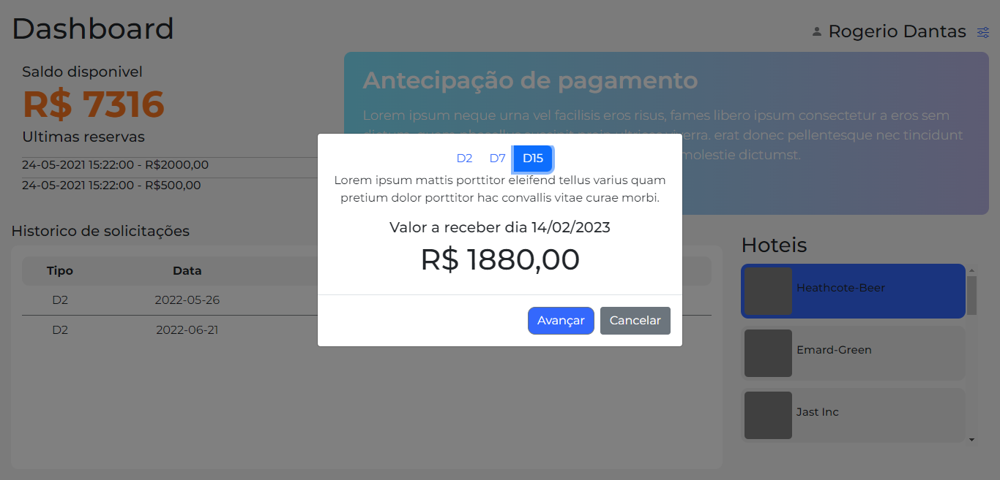 Dashboard
Rogerio Dantas
Saldo disponivel
R$ 7316
Ultimas reservas
24-05-2021 15:22:00 - R$2000,00
24-05-2021 15:22:00 - R$500,00
Antecipação de pagamento
Lorem ipsum neque urna vel facilisis eros risus, fames libero ipsum consectetur a eros sem
erat donec pellentesque nec tincidunt
molestie dictumst.
D2 D7 D15
Lorem ipsum mattis porttitor eleifend tellus varius quam
pretium dolor porttitor hac convallis vitae curae morbi.
Valor a receber dia 14/02/2023
R$ 1880,00
Avançar Cancelar
Historico de solicitações
Tipo Data
D2 2022-05-26
D2 2022-06-21
Hoteis
Heathcote-Beer
Emard-Green
Jast Inc